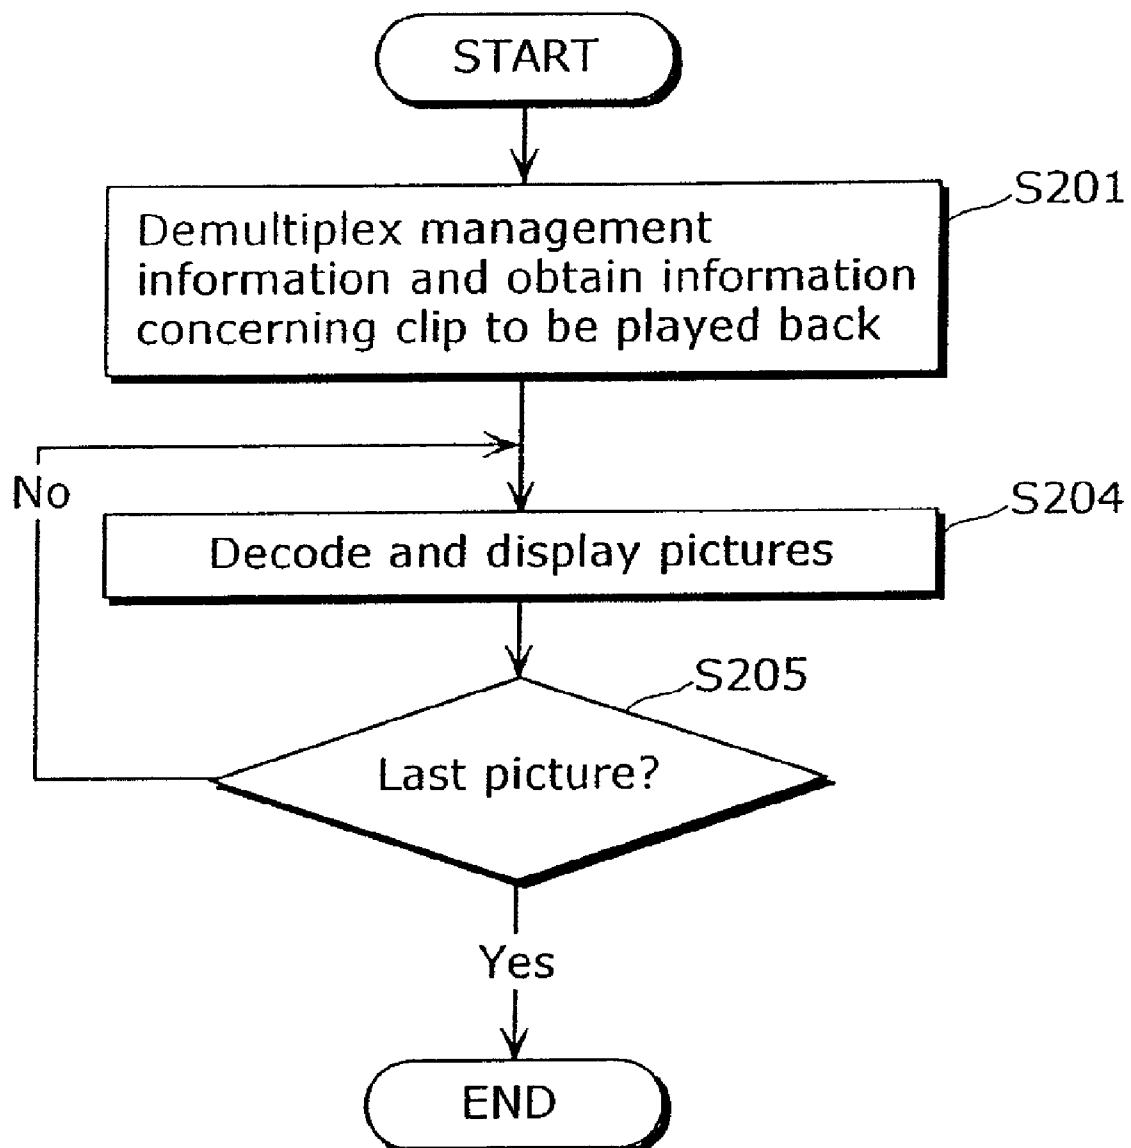 START
S201
Demultiplex management
information and obtain information
concerning clip to be played back
No
S204
Decode and display pictures
S205
Last picture?
Yes
END